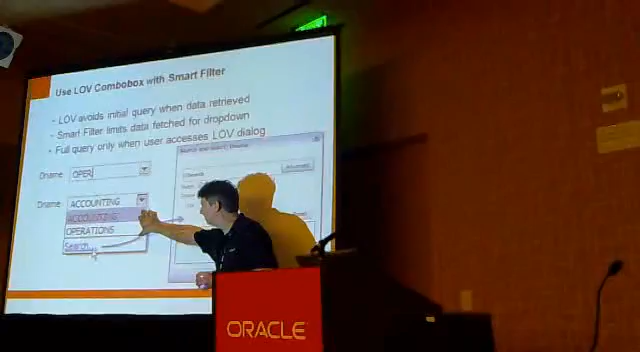 Use LOV Combobox with Smart Filter
- LOV avoids initial query when data retrieved
- Smart Filter limits data fetched for dropdown
- Full query only when user accesses LOV dialog
Dname OPER
Dname ACCOUNTING
ACCOUNTING
OPERATIONS
Search...
Advanced
ORACLE